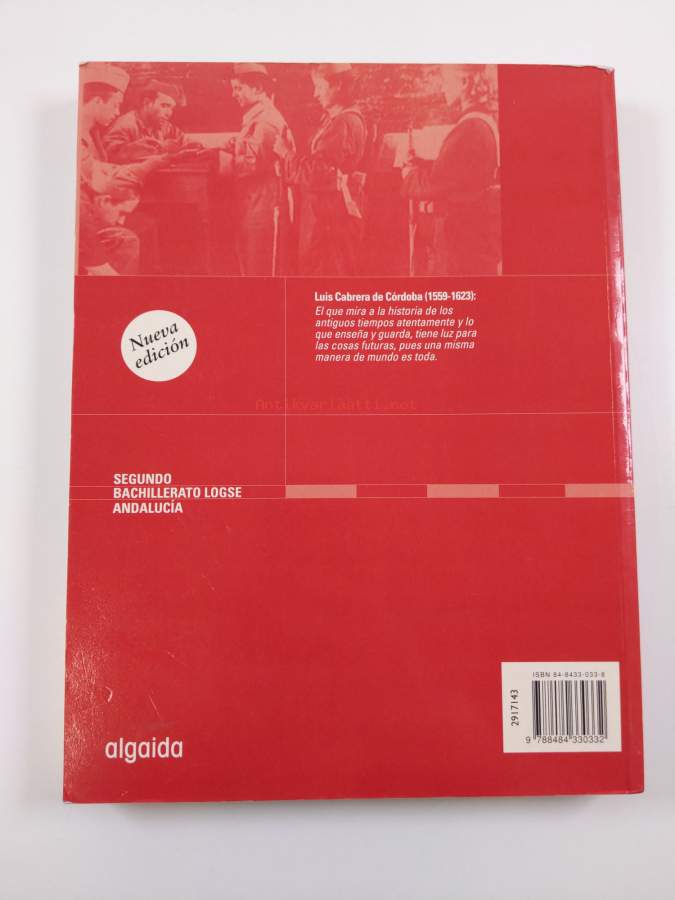 Luis Cabrera de Córdoba (1559-1623):
El que mira a la historia de los
antiguos tiempos atentamente y lo
que enseña y guarda, tiene luz para
las cosas futuras, pues una misma
manera de mundo es toda.
Nueva
edición
Antikvariaatti.net
SEGUNDO
BACHILLERATO LOGSE
ANDALUCÍA
ISBN 84-8433-033-8
2917143
9 788484 330332
algaida